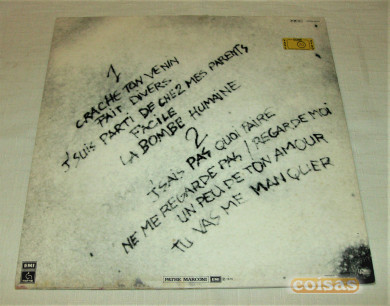 1
CRACHE TON VENIN
FAIT DIVERS
J'SUIS PARTI DE CHEZ MES PARENTS
FACILE
LA BOMBE HUMAINE
2
J'SAIS PAS QUOI FAIRE
NE ME REGARDE PAS / REGARDE MOI
UN PEU DE TON AMOUR
TU VAS ME MANQUER
PATHE MARCONI EMI
coisas